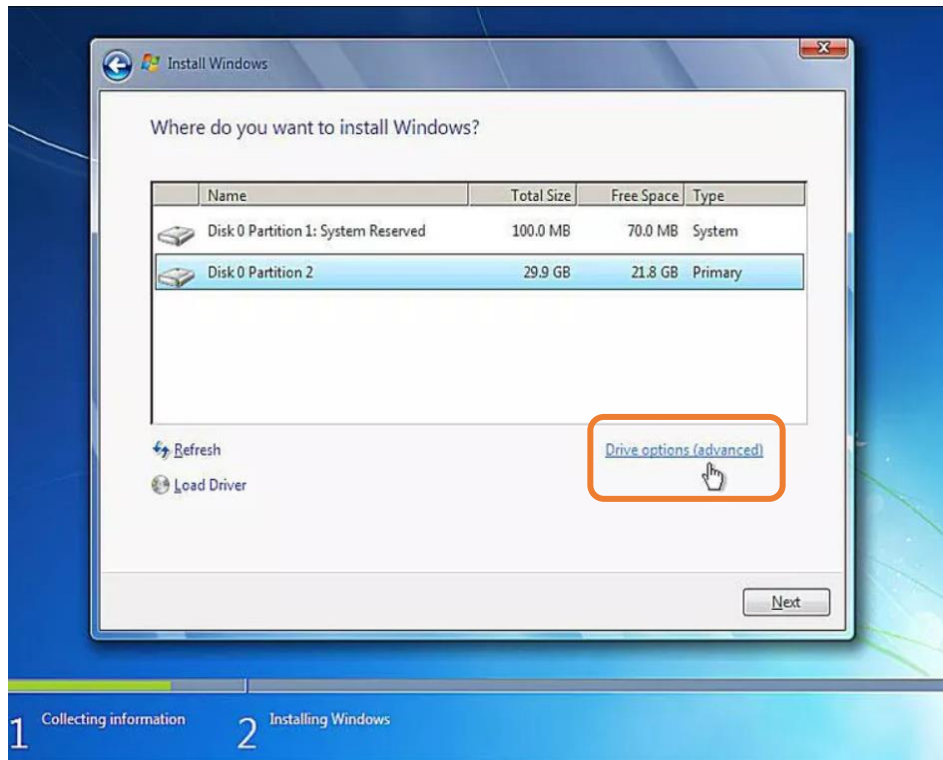 Install Windows
Where do you want to install Windows?
Name Total Size Free Space Type
Disk 0 Partition 1: System Reserved 100.0 MB 70.0 MB System
Disk 0 Partition 2 29.9 GB 21.8 GB Primary
Refresh Drive options (advanced)
Load Driver
Next
1 Collecting information 2 Installing Windows